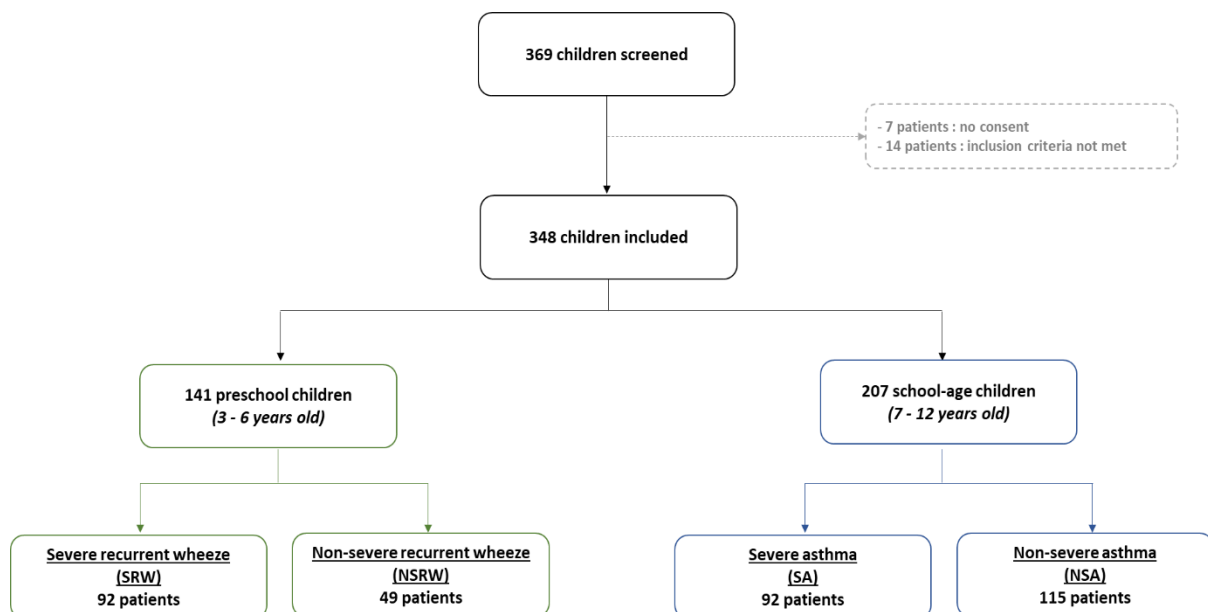 369 children screened
- 7 patients : no consent
- 14 patients : inclusion criteria not met
348 children included
141 preschool children
(3 - 6 years old)
207 school-age children
(7 - 12 years old)
Severe recurrent wheeze
(SRW)
92 patients
Non-severe recurrent wheeze
(NSRW)
49 patients
Severe asthma
(SA)
92 patients
Non-severe asthma
(NSA)
115 patients